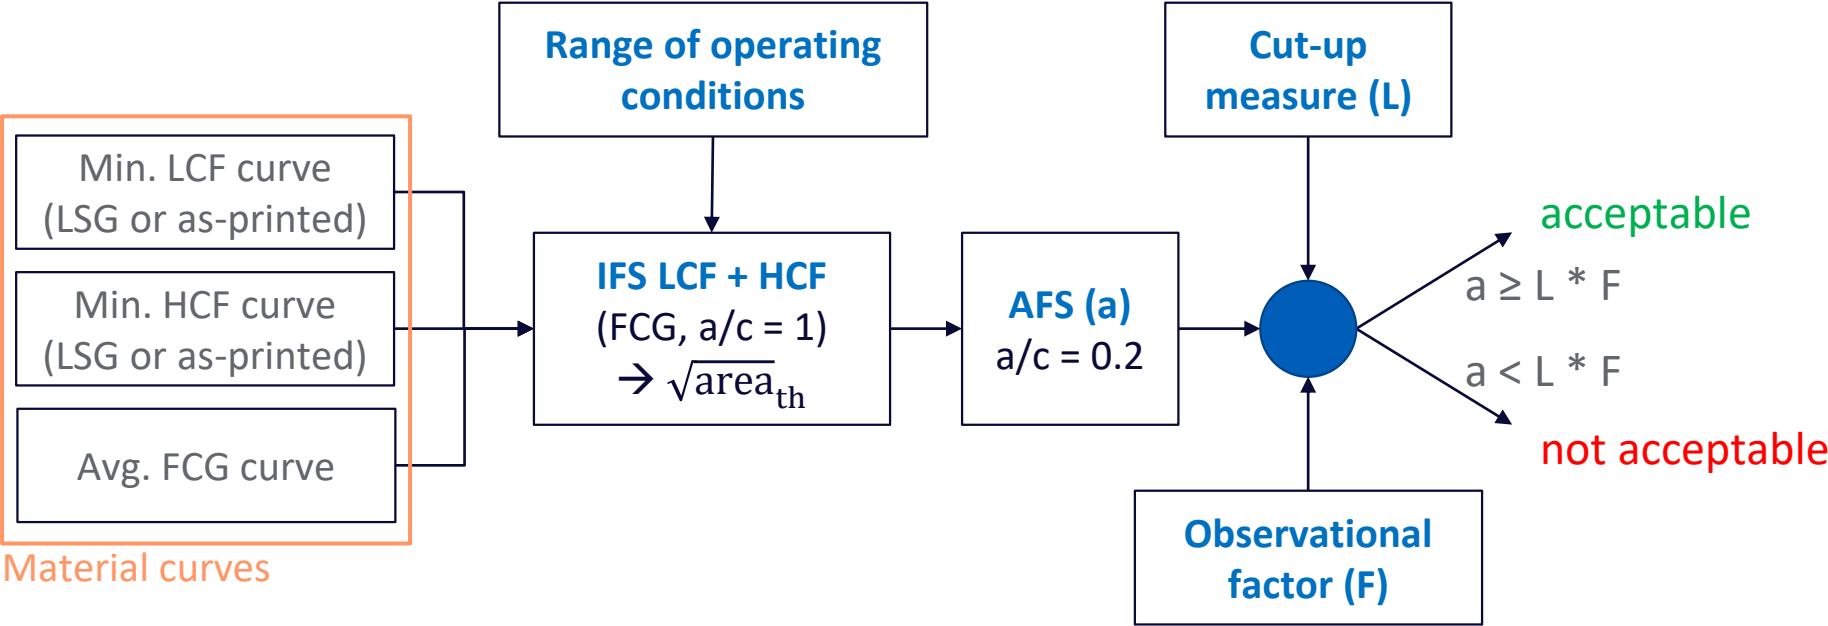 Range of operating
conditions
Cut-up
measure (L)
Min. LCF curve
(LSG or as-printed)
Min. HCF curve
(LSG or as-printed)
Avg. FCG curve
Material curves
IFS LCF + HCF
(FCG, a/c = 1)
→ √area th
AFS (a)
a/c = 0.2
acceptable
a ≥ L * F
a < L * F
not acceptable
Observational
factor (F)